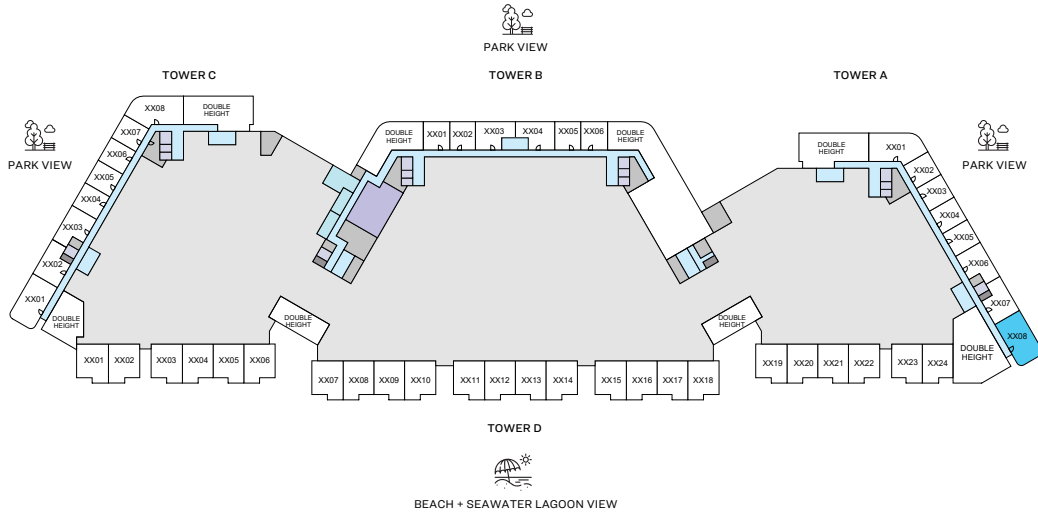 PARK VIEW
TOWER C
TOWER B
TOWER A
PARK VIEW
PARK VIEW
XX08
DOUBLE
HEIGHT
XX07
XX06
XX05
XX04
XX03
XX02
XX01
DOUBLE
HEIGHT
DOUBLE
HEIGHT
XX01
XX02
XX03
XX04
XX05
XX06
DOUBLE
HEIGHT
DOUBLE
HEIGHT
XX01
XX02
XX03
XX04
XX05
XX06
XX07
XX08
DOUBLE
HEIGHT
DOUBLE
HEIGHT
DOUBLE
HEIGHT
XX01
XX02
XX03
XX04
XX05
XX06
XX07
XX08
XX09
XX10
XX11
XX12
XX13
XX14
XX15
XX16
XX17
XX18
XX19
XX20
XX21
XX22
XX23
XX24
TOWER D
BEACH + SEAWATER LAGOON VIEW